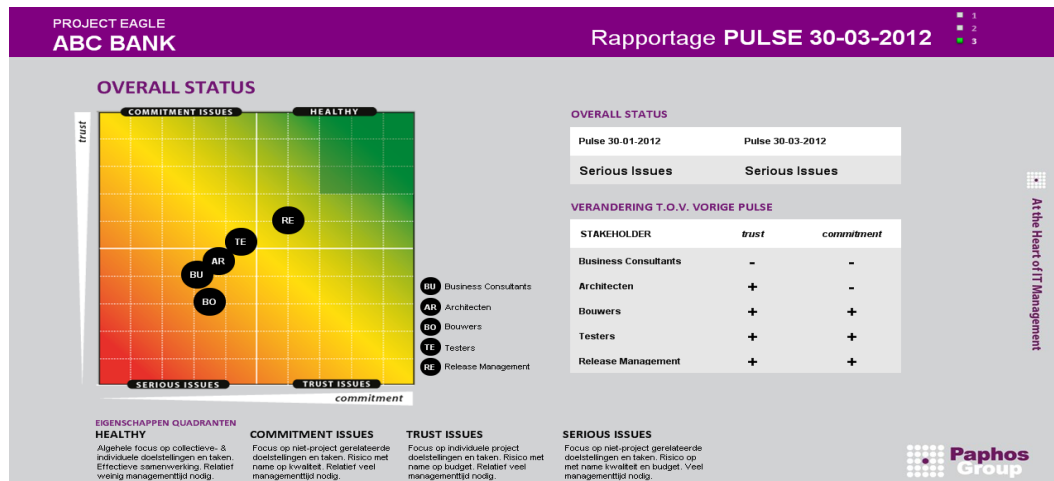 PROJECT EAGLE
ABC BANK
Rapportage PULSE 30-03-2012
1
2
3
OVERALL STATUS
COMMITMENT ISSUES
HEALTHY
trust
RE
TE
AR
BU
BO
SERIOUS ISSUES
TRUST ISSUES
commitment
BU Business Consultants
AR Architecten
BO Bouwers
TE Testers
RE Release Management
OVERALL STATUS
Pulse 30-01-2012 Pulse 30-03-2012
Serious Issues Serious Issues
VERANDERING T.O.V. VORIGE PULSE
STAKEHOLDER trust commitment
Business Consultants - -
Architecten + -
Bouwers + +
Testers + +
Release Management + +
At the Heart of IT Management
EIGENSCHAPPEN QUADRANTEN
HEALTHY
Algehele focus op collectieve- &
individuele doelstellingen en taken.
Effectieve samenwerking. Relatief
weinig managementtijd nodig.
COMMITMENT ISSUES
Focus op niet-project gerelateerde
doelstellingen en taken. Risico met
name op kwaliteit. Relatief veel
managementtijd nodig.
TRUST ISSUES
Focus op individuele project
doelstellingen en taken. Risico met
name op budget. Relatief veel
managementtijd nodig.
SERIOUS ISSUES
Focus op niet-project gerelateerde
doelstellingen en taken. Risico op
met name kwaliteit en budget. Veel
managementtijd nodig.
Paphos
Group